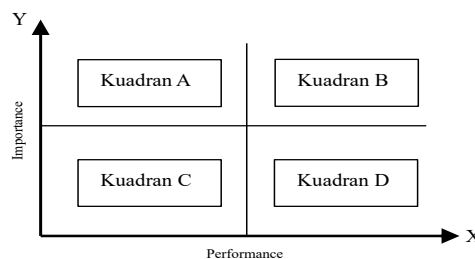 Y
Kuadran A
Kuadran B
Importance
Kuadran C
Kuadran D
X
Performance